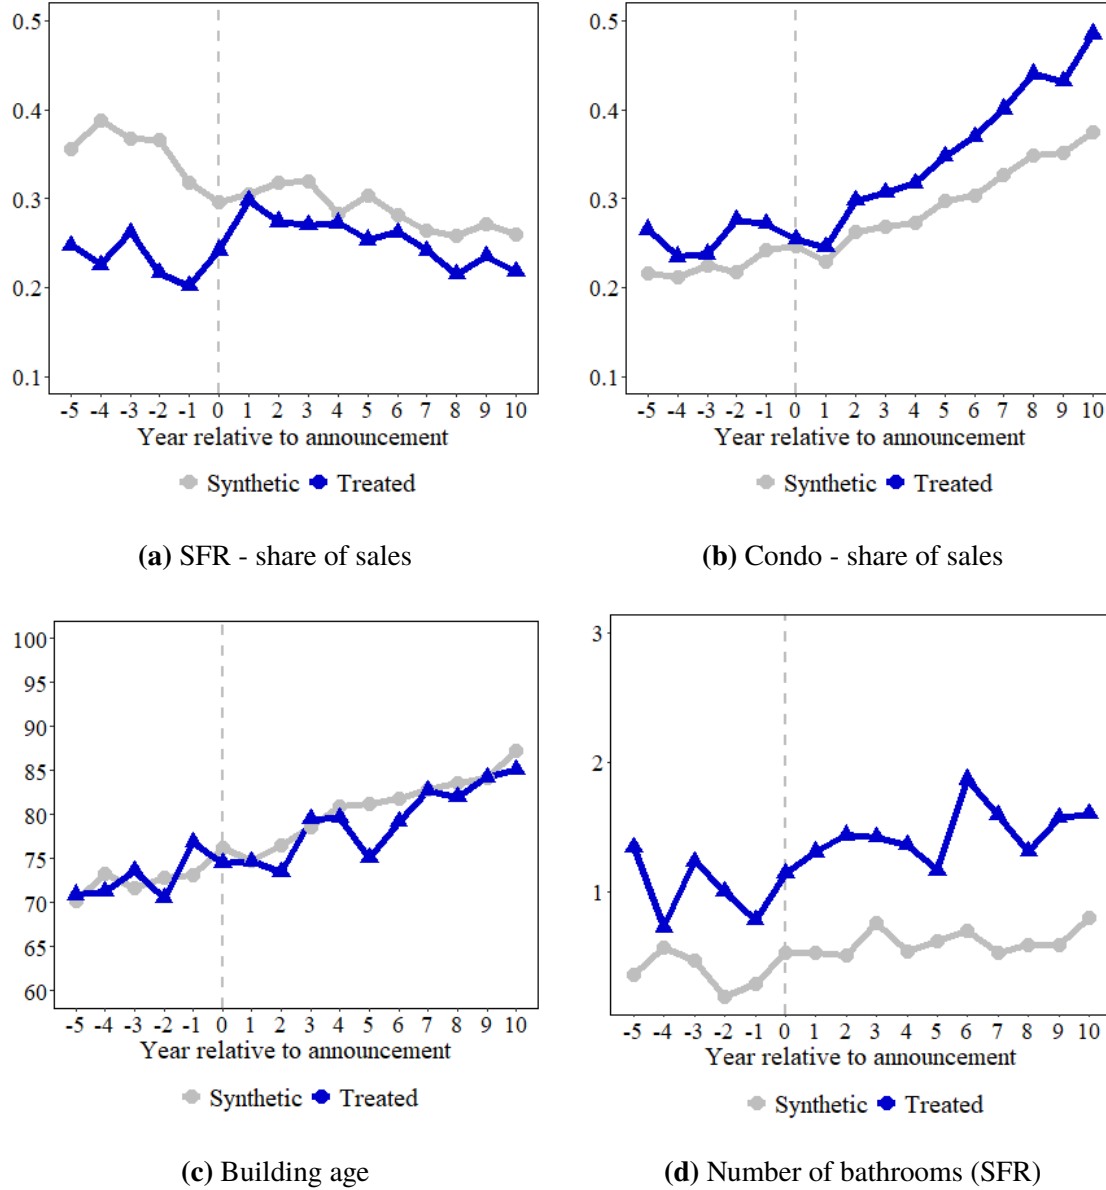 0.5
0.4
0.3
0.2
0.1
-5 -4 -3 -2 -1 0 1 2 3 4 5 6 7 8 9 10
Year relative to announcement
Synthetic Treated
(a) SFR - share of sales
0.5
0.4
0.3
0.2
0.1
-5 -4 -3 -2 -1 0 1 2 3 4 5 6 7 8 9 10
Year relative to announcement
Synthetic Treated
(b) Condo - share of sales
100
95
90
85
80
75
70
65
60
-5 -4 -3 -2 -1 0 1 2 3 4 5 6 7 8 9 10
Year relative to announcement
Synthetic Treated
(c) Building age
3
2
1
-5 -4 -3 -2 -1 0 1 2 3 4 5 6 7 8 9 10
Year relative to announcement
Synthetic Treated
(d) Number of bathrooms (SFR)